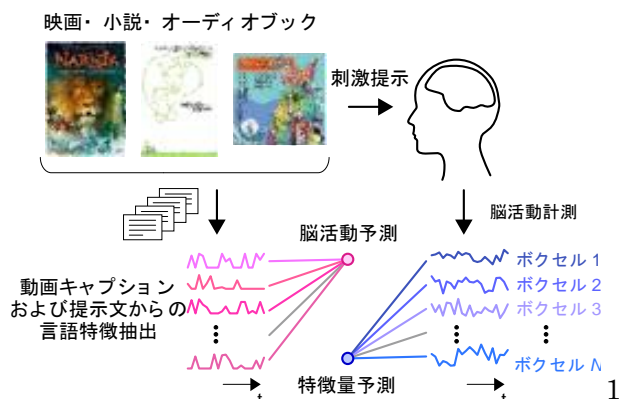 映画・小説・オーディオブック
NARNIA
刺激提示
脳活動計測
脳活動予測
動画キャプション
および提示文からの
言語特徴抽出
ボクセル 1
ボクセル 2
ボクセル 3
ボクセル N
特徴量予測
t
t
1